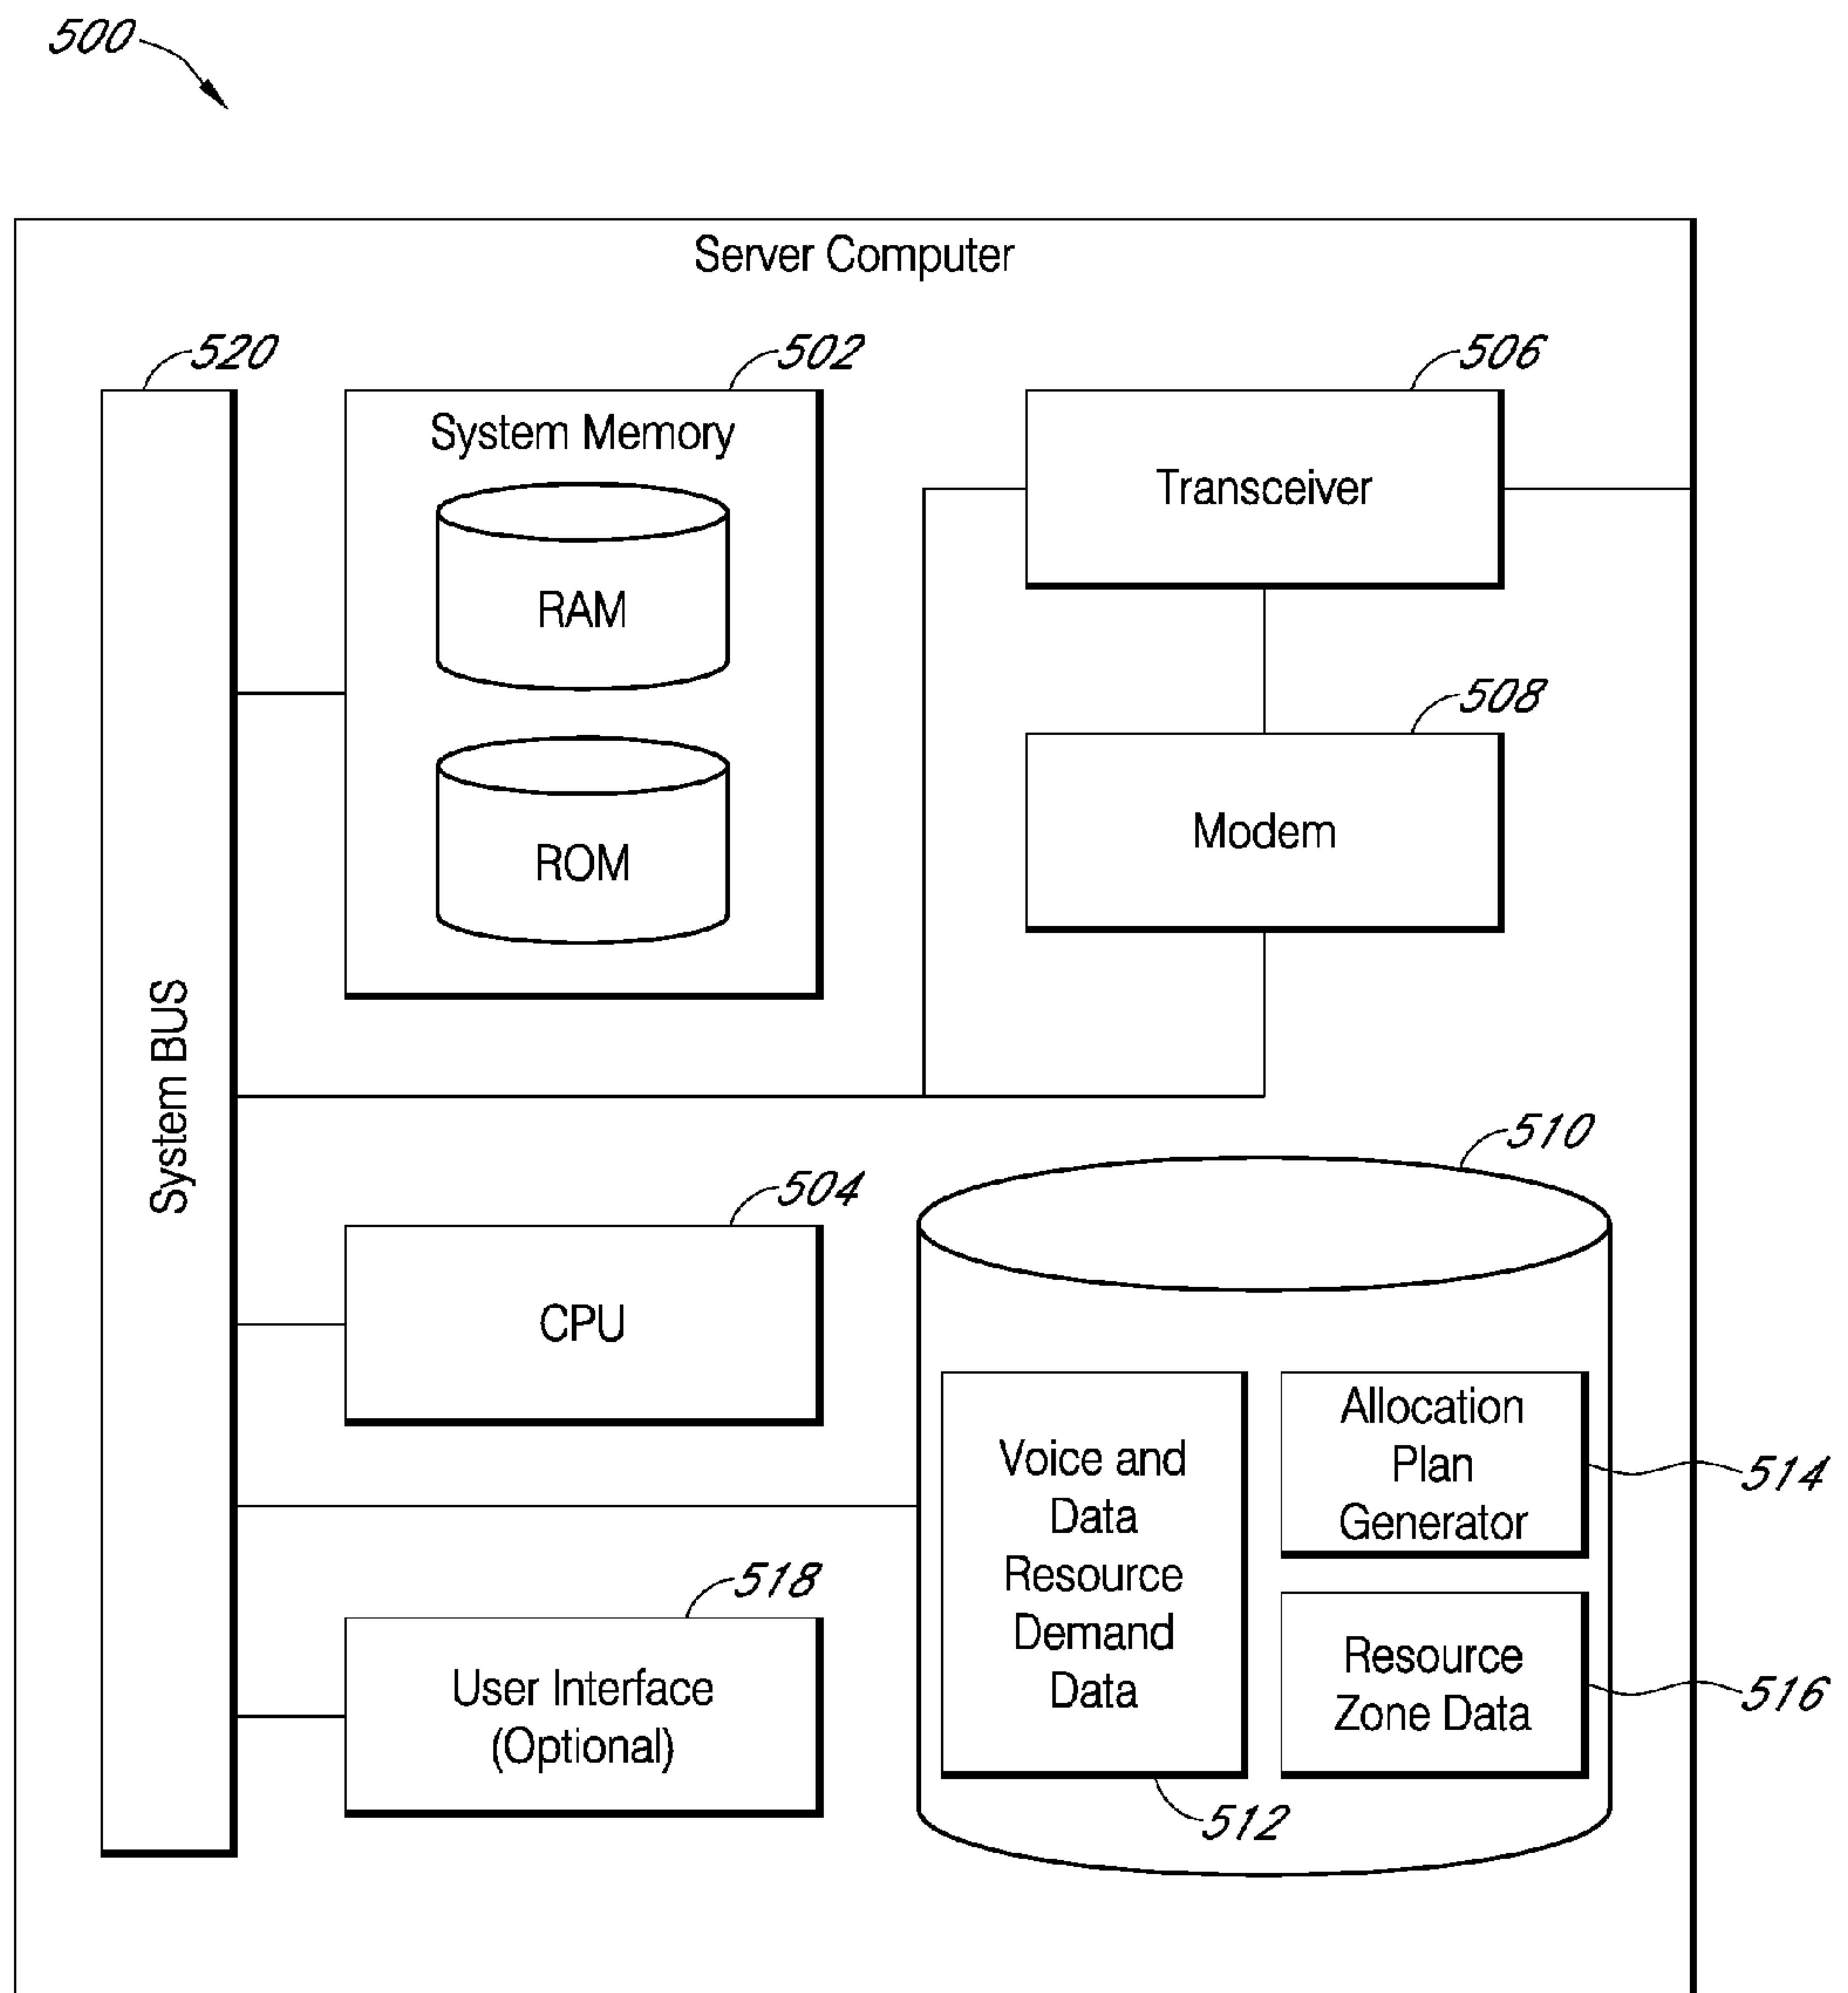 500
Server Computer
520
502
506
System Memory
Transceiver
RAM
508
Modem
ROM
System BUS
510
504
CPU
Allocation
Plan
Generator
514
Voice and
Data
Resource
Demand
Data
518
User Interface
(Optional)
Resource
Zone Data
516
512